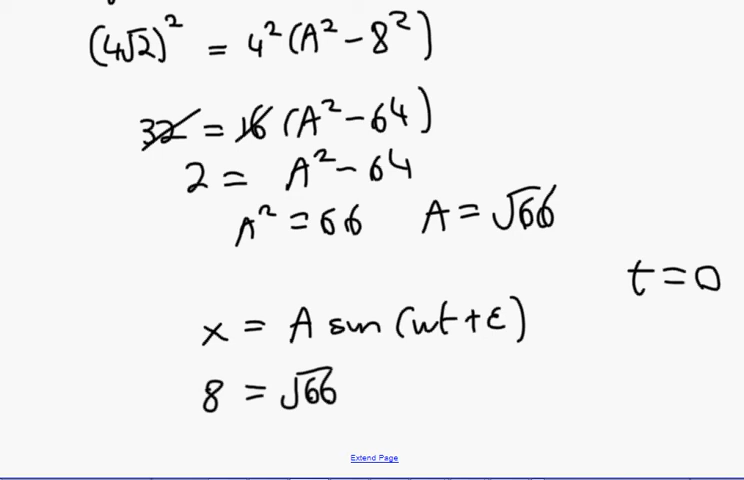 (4√2)² = 4²(A² - 8²)
32 = 16 (A² - 64)
2 = A² - 64
A² = 66 A = √66
t = 0
x = A sin (ωt + ε)
8 = √66
Extend Page